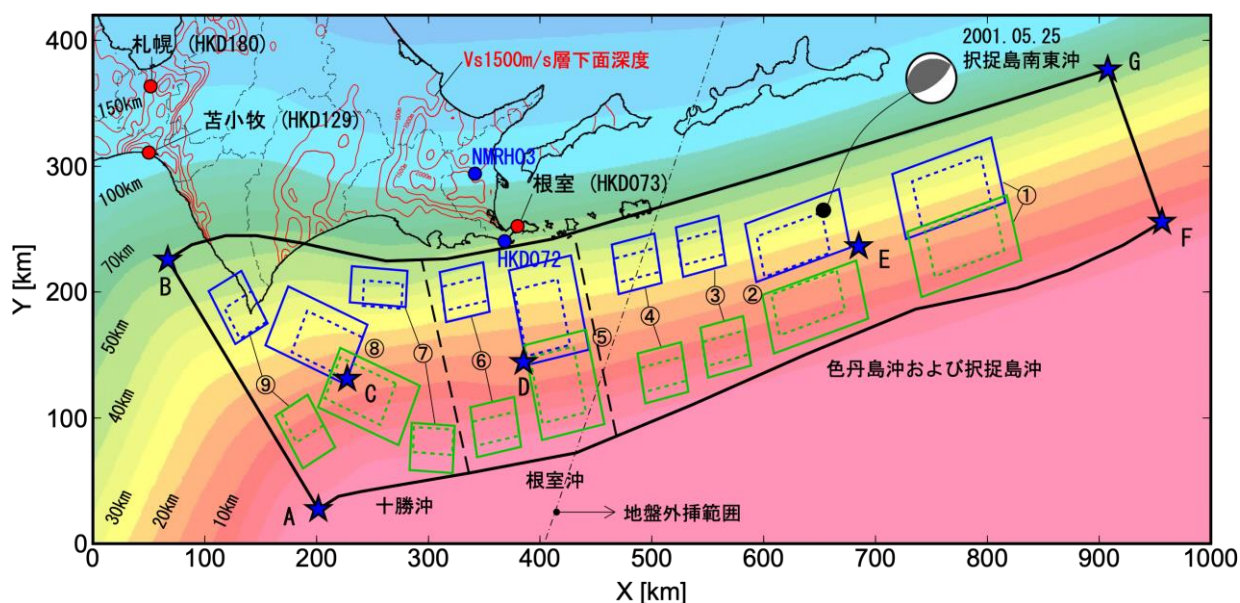 400
300
200
100
0
Y [km]
札幌 (HKD180)
Vs1500m/s層下面深度
2001.05.25
択捉島南東沖
G
150km
苫小牧 (HKD129)
NMRH03
根室 (HKD073)
100km
①
HKD072
70km
B
F
E
②
③
④
50km
⑤
⑥
⑦
⑧
⑨
C
D
色丹島沖および択捉島沖
40km
30km
20km
10km
A
十勝沖
根室沖
地盤外挿範囲
0
100
200
300
400
500
600
700
800
900
1000
X [km]